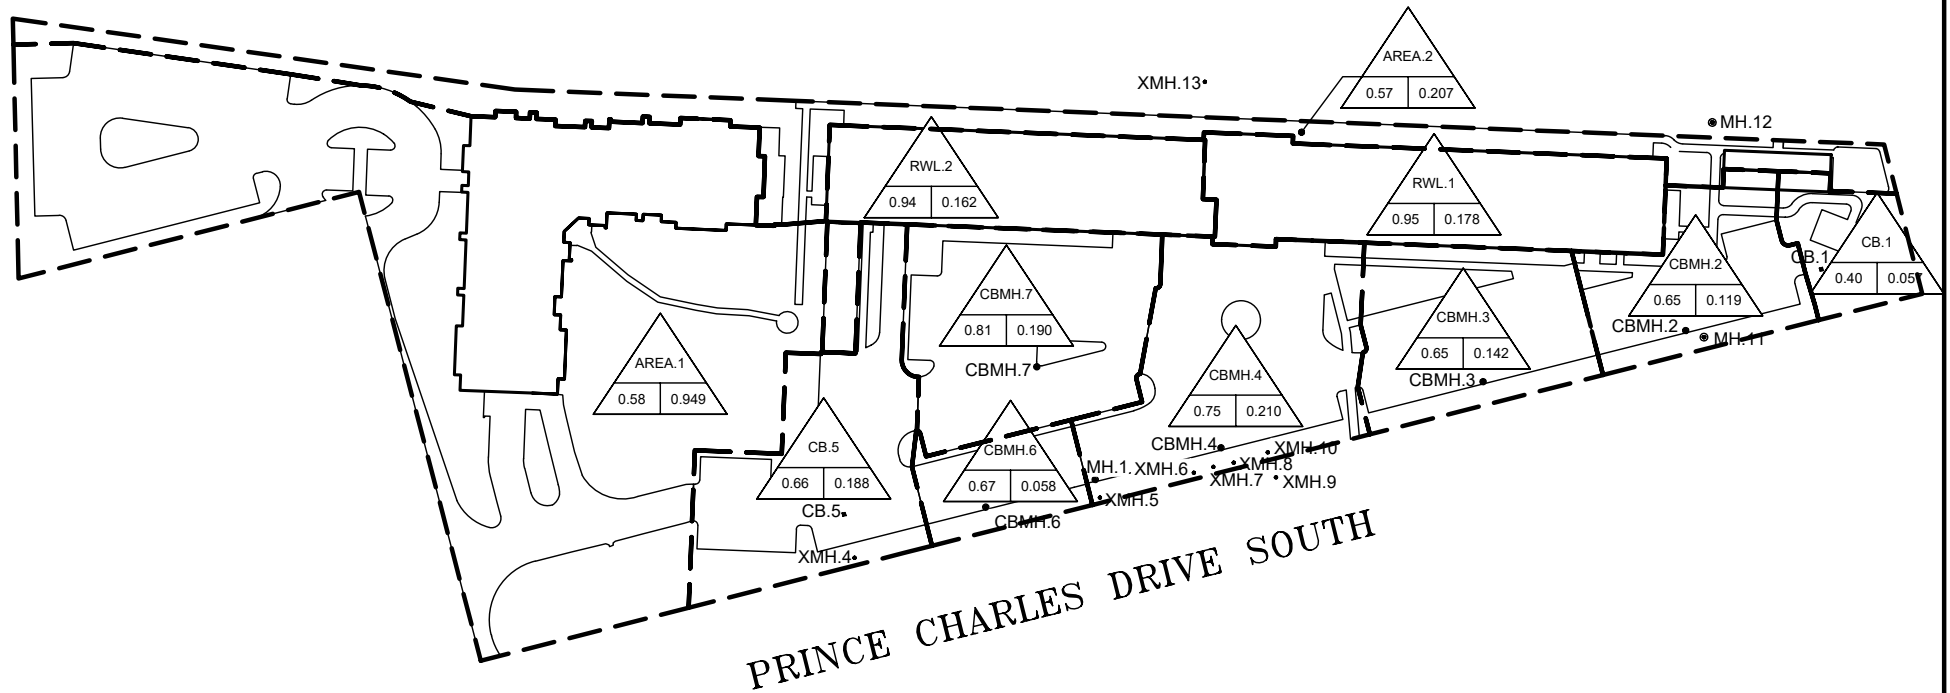 AREA.2
0.57 0.207
XMH.13
MH.12
RWL.2
0.94 0.162
RWL.1
0.95 0.178
CB.1
0.40
CB.1
CBMH.2
0.65 0.119
CBMH.2
MH.11
CBMH.7
0.81 0.190
CBMH.7
CBMH.3
0.65 0.142
CBMH.3
AREA.1
0.58 0.949
CBMH.4
0.75 0.210
CBMH.4
CB.5
0.66 0.188
CB.5
CBMH.6
0.67 0.058
CBMH.6
MH.1
XMH.6
XMH.10
XMH.8
XMH.7
XMH.9
XMH.5
XMH.4
PRINCE CHARLES DRIVE SOUTH